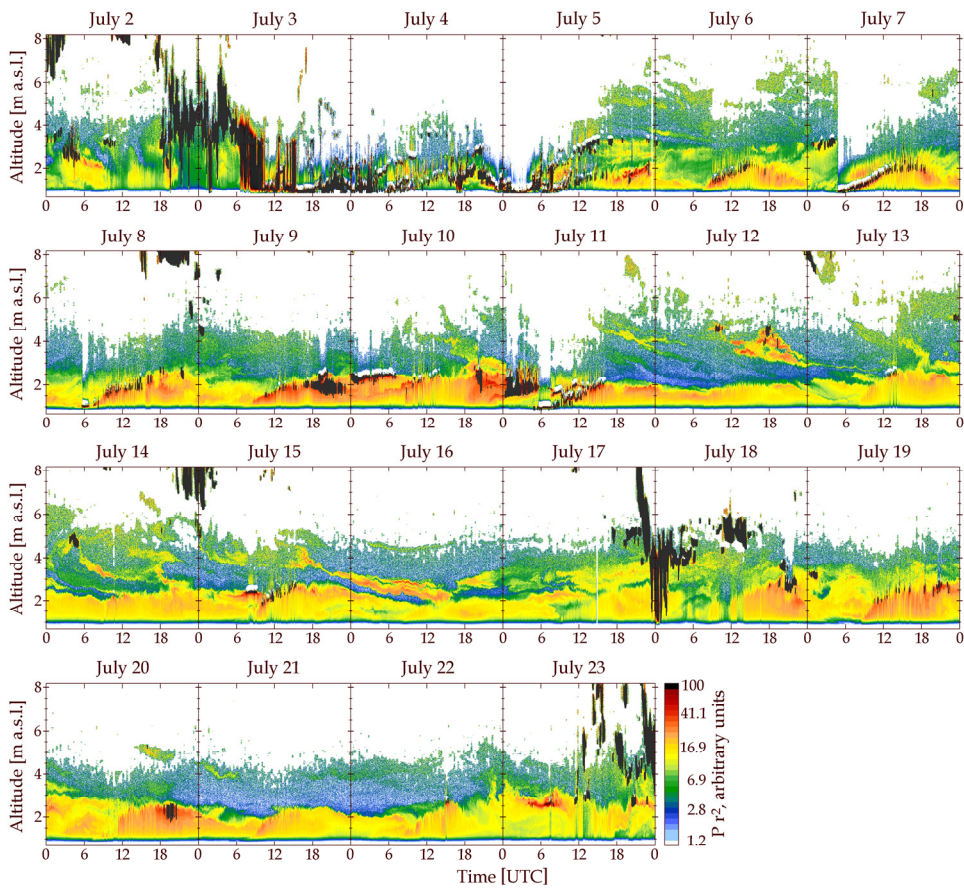 July 2 July 3 July 4 July 5 July 6 July 7
Altitude [m a.s.l.]
8
6
4
2
0 6 12 18 0 6 12 18 0 6 12 18 0 6 12 18 0 6 12 18 0 6 12 18 0
July 8 July 9 July 10 July 11 July 12 July 13
Altitude [m a.s.l.]
8
6
4
2
0 6 12 18 0 6 12 18 0 6 12 18 0 6 12 18 0 6 12 18 0 6 12 18 0
July 14 July 15 July 16 July 17 July 18 July 19
Altitude [m a.s.l.]
8
6
4
2
0 6 12 18 0 6 12 18 0 6 12 18 0 6 12 18 0 6 12 18 0 6 12 18 0
July 20 July 21 July 22 July 23
Altitude [m a.s.l.]
8
6
4
2
0 6 12 18 0 6 12 18 0 6 12 18 0 6 12 18 0
Time [UTC]
100
41.1
16.9
6.9
2.8
1.2
P r², arbitrary units